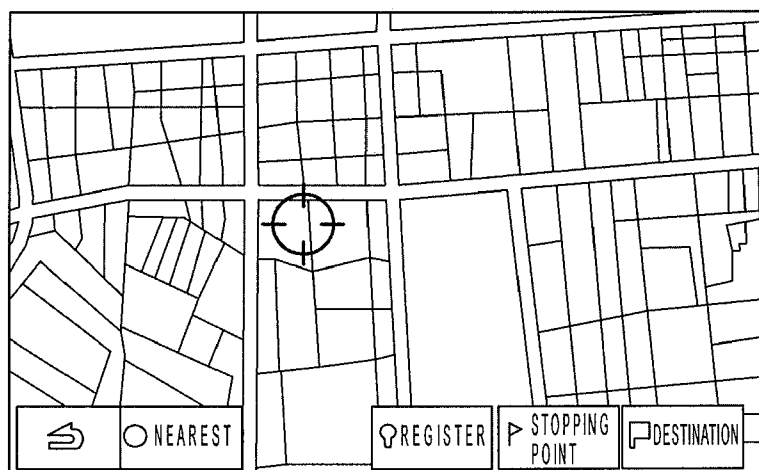 NEAREST
REGISTER
STOPPING
POINT
DESTINATION